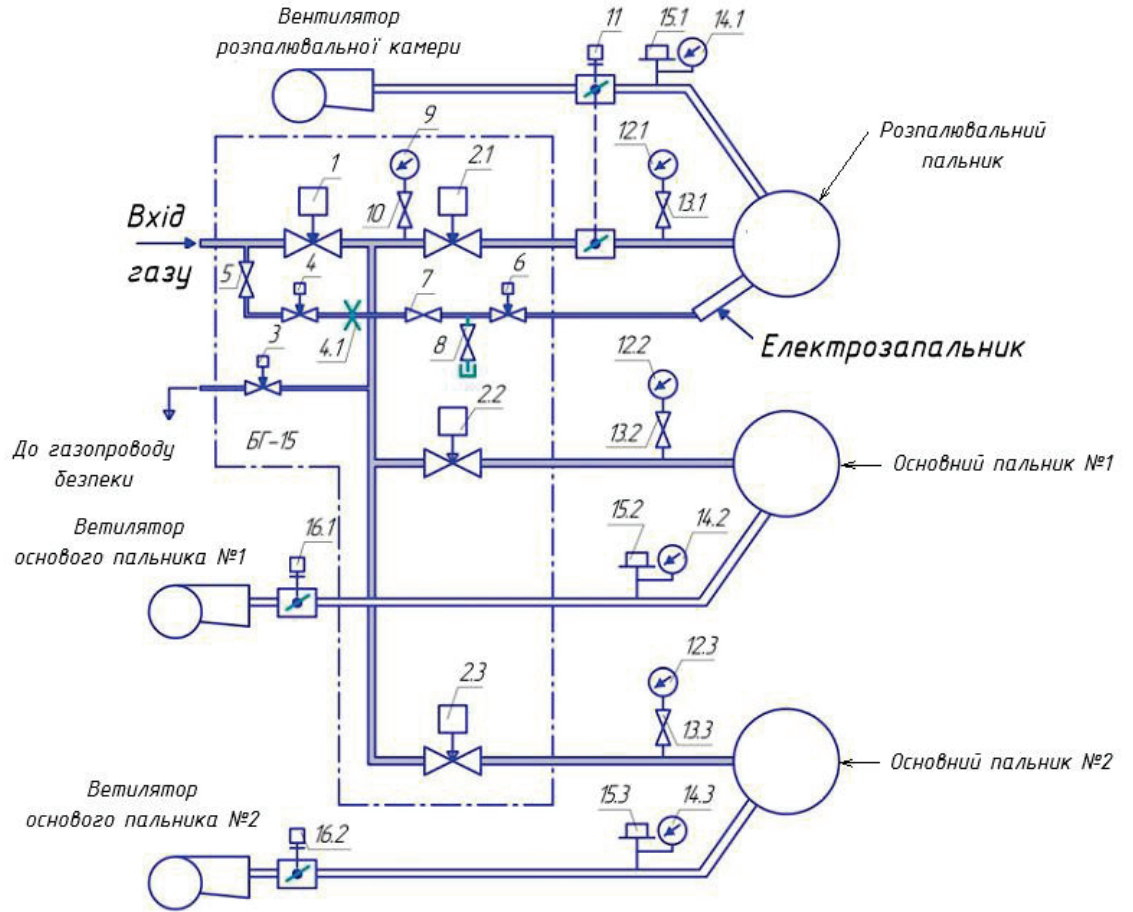 Вентилятор
розпалювальної камери
11
15.1
14.1
9
12.1
Розпалювальний
пальник
1
2.1
Вхід
газу
10
13.1
5
4
7
6
4.1
8
Електрозапальник
3
12.2
2.2
13.2
БГ-15
До газопроводу
безпеки
Основний пальник №1
Ветилятор
основого пальника №1
16.1
15.2
14.2
2.3
12.3
13.3
Основний пальник №2
Ветилятор
основого пальника №2
16.2
15.3
14.3